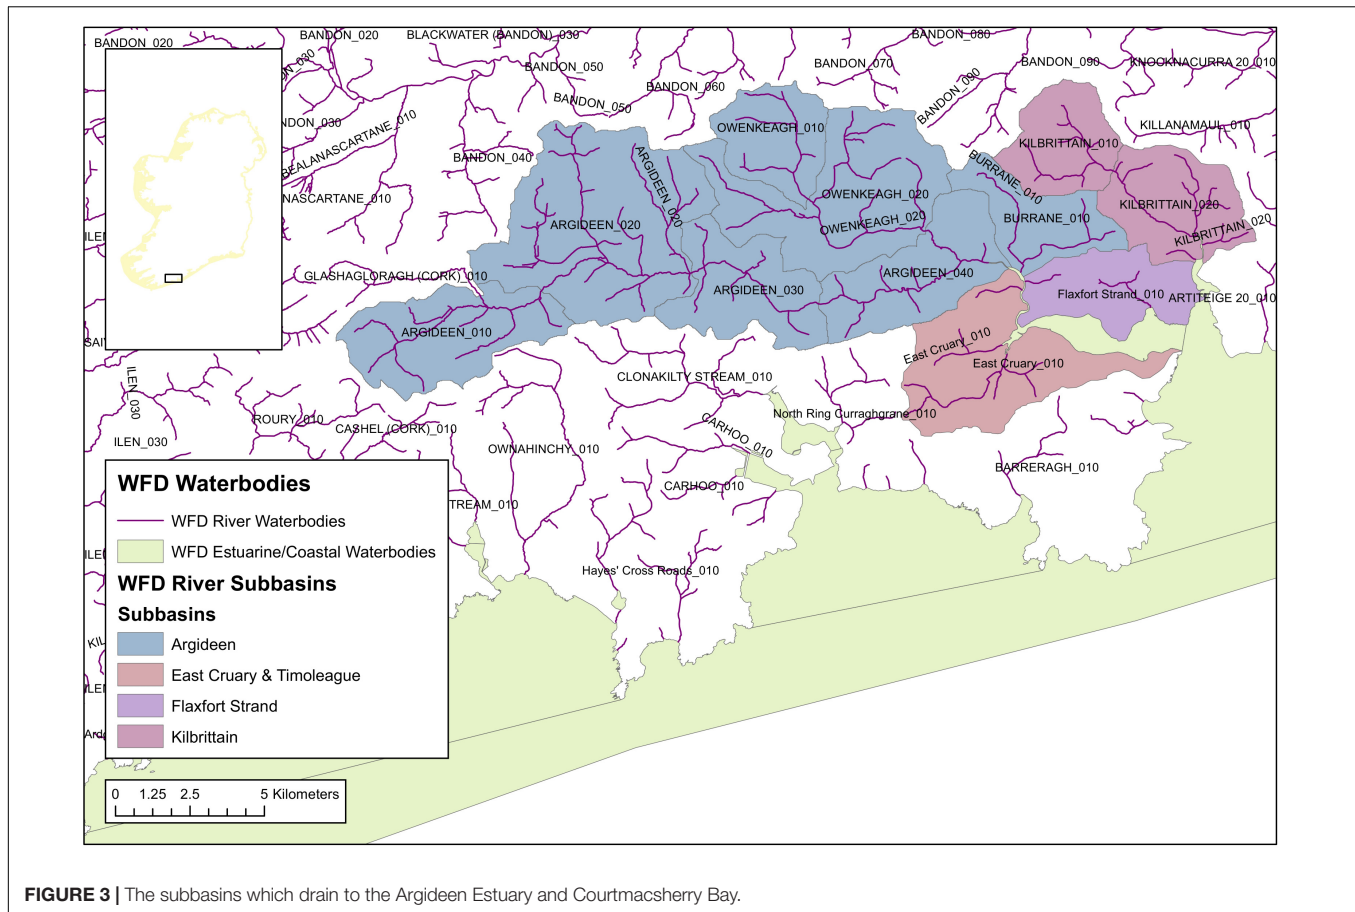 BANDON_020
BANDON_020
BLACKWATER (BANDON)_030
BANDON_080
BANDON_050
BANDON_070
BANDON_090
KNOCKNACURRA 20_010
BANDON_060
BANDON_090
BANDON_050
NDON_030
BEALANASCARTANE_010
OWENKEAGH_010
KILLANAMAUL_010
KILBRITTAIN_010
BANDON_040
ARGIDEEN_020
BURRANE_010
NASCARTANE_010
OWENKEAGH_020
KILBRITTAIN_020
ARGIDEEN_020
OWENKEAGH_020
BURRANE_010
KILBRITTAIN_020
GLASHAGLORAGH (CORK)_010
ARGIDEEN_040
ARGIDEEN_030
Flaxfort Strand_010
ARTITEIGE 20_010
ARGIDEEN_010
East Cruary_010
East Cruary_010
CLONAKILTY STREAM_010
ILEN_030
ROURY_010
CASHEL (CORK)_010
North Ring Curraghgrane_010
CARHOO_010
ILEN_030
OWNAHINCHY_010
BARRERAGH_010
CARHOO_010
TREAM_010
Hayes' Cross Roads_010
WFD Waterbodies
WFD River Waterbodies
WFD Estuarine/Coastal Waterbodies
WFD River Subbasins
Subbasins
Argideen
East Cruary & Timoleague
Flaxfort Strand
Kilbrittain
0 1.25 2.5 5 Kilometers
FIGURE 3 | The subbasins which drain to the Argideen Estuary and Courtmacsherry Bay.